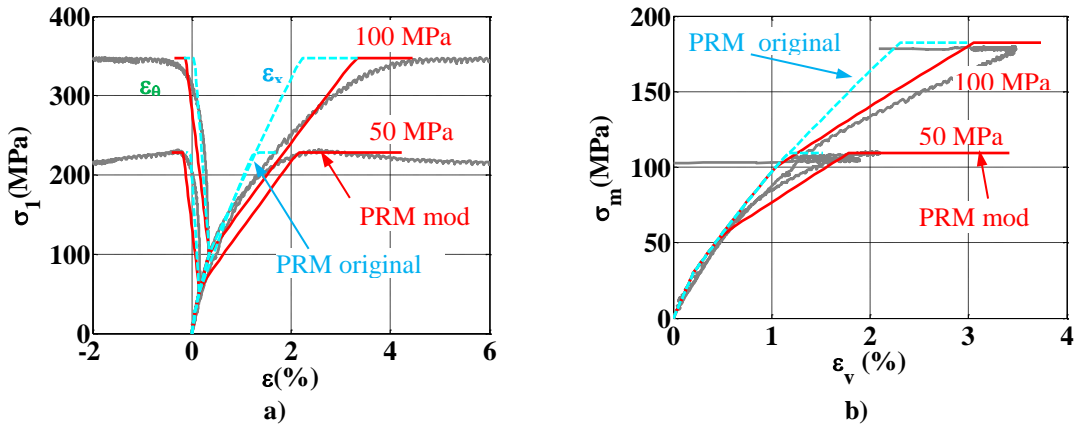 400
300
200
100
0
-2
0
2
4
6
σ1(MPa)
ε(%)
100 MPa
εx
εθ
50 MPa
PRM mod
PRM original
a)
200
150
100
50
0
0
1
2
3
4
σm(MPa)
εv (%)
PRM original
100 MPa
50 MPa
PRM mod
b)